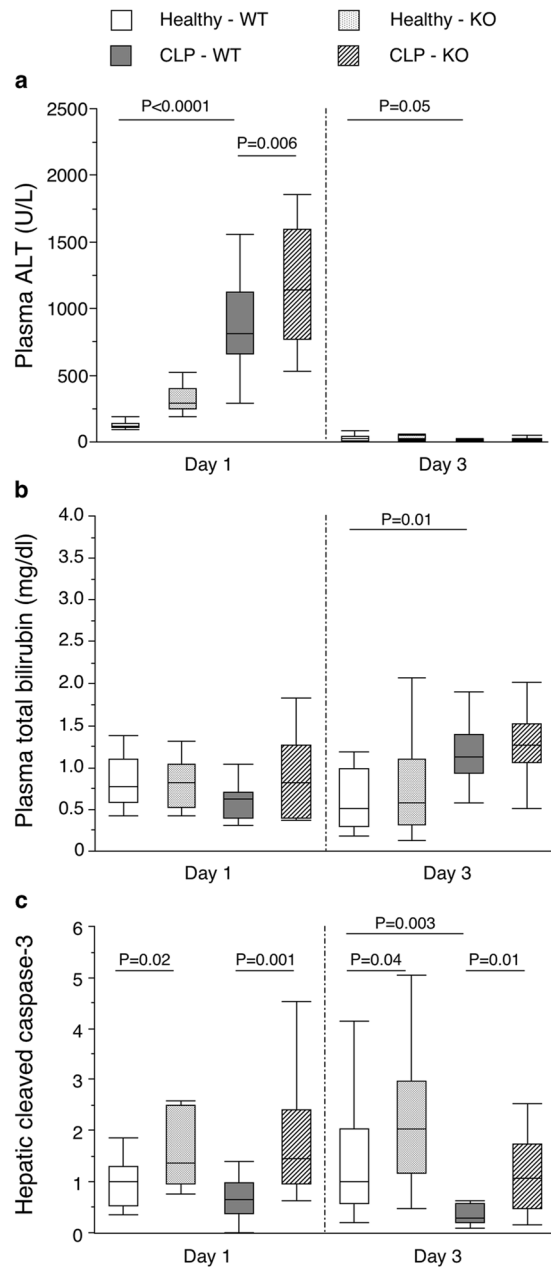 Healthy - WT
Healthy - KO
CLP - WT
CLP - KO
a
P<0.0001
P=0.006
P=0.05
Plasma ALT (U/L)
2500
2000
1500
1000
500
0
Day 1
Day 3
b
P=0.01
Plasma total bilirubin (mg/dl)
4.0
3.5
3.0
2.5
2.0
1.5
1.0
0.5
0
Day 1
Day 3
c
P=0.02
P=0.001
P=0.003
P=0.04
P=0.01
Hepatic cleaved caspase-3
6
5
4
3
2
1
0
Day 1
Day 3